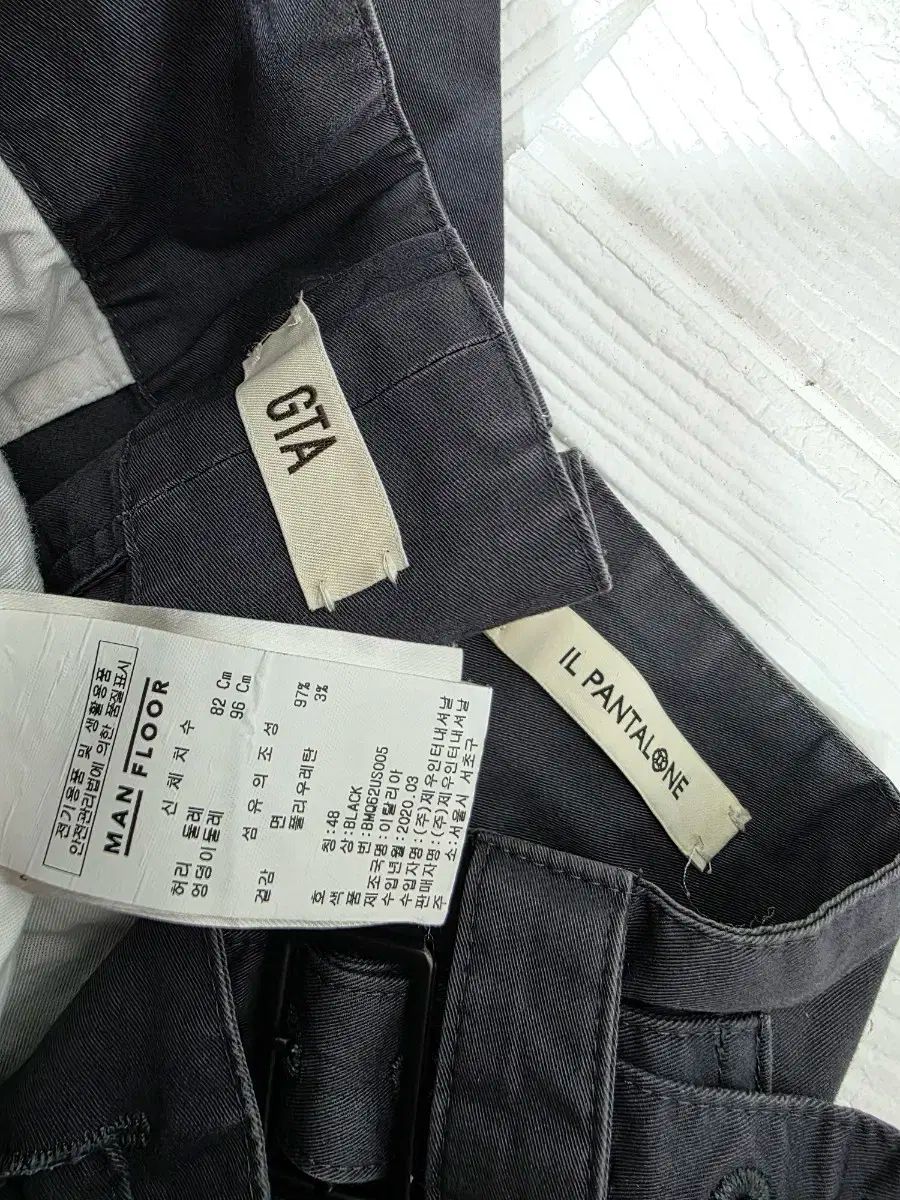 GTA
IL PANTALONE
전기용품 및 생활용품
안전관리법에 의한 품질표시
MAN FLOOR
신 체 치 수
허리 둘레 82 Cm
엉덩이둘레 96 Cm
섬 유 의 조 성
겉감 면 97%
폴리우레탄 3%
호 칭:48
색 상:BLACK
품 번:BMQ62US005
제조국명:이탈리아
수입년월:2020.03
수입자명:(주)제우인터내셔날
판매자명:(주)제우인터내셔날
주 소:서울시 서초구